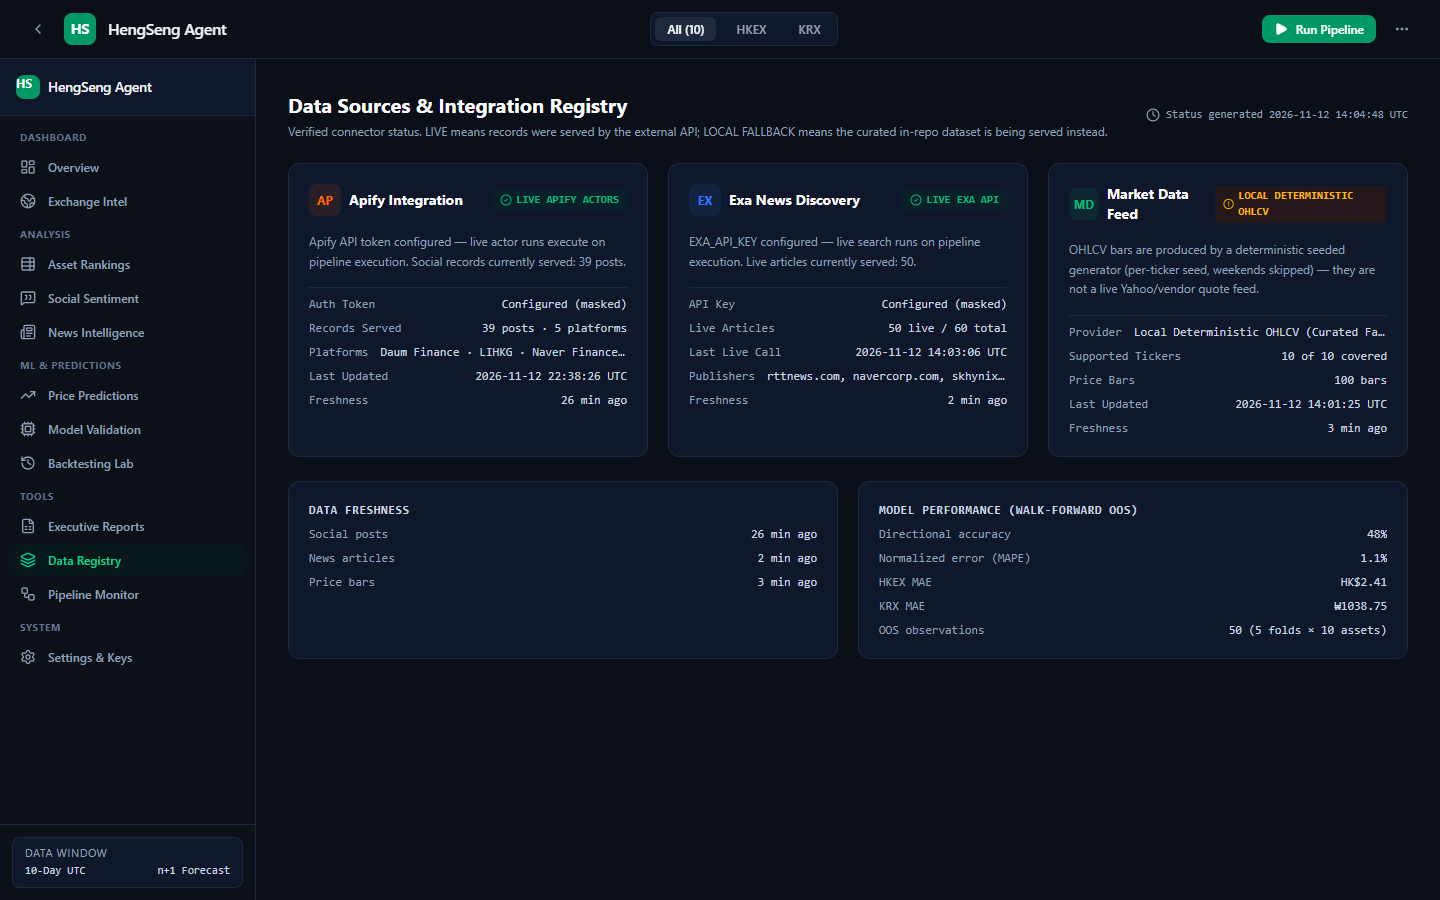 HS HengSeng Agent
All (10) HKEX KRX
Run Pipeline
HS HengSeng Agent
DASHBOARD
Overview
Exchange Intel
ANALYSIS
Asset Rankings
Social Sentiment
News Intelligence
ML & PREDICTIONS
Price Predictions
Model Validation
Backtesting Lab
TOOLS
Executive Reports
Data Registry
Pipeline Monitor
SYSTEM
Settings & Keys
DATA WINDOW
10-Day UTC n+1 Forecast
Data Sources & Integration Registry
Verified connector status. LIVE means records were served by the external API; LOCAL FALLBACK means the curated in-repo dataset is being served instead.
Status generated 2026-11-12 14:04:48 UTC
AP Apify Integration LIVE APIFY ACTORS
Apify API token configured — live actor runs execute on
pipeline execution. Social records currently served: 39 posts.
Auth Token Configured (masked)
Records Served 39 posts · 5 platforms
Platforms Daum Finance · LIHKG · Naver Finance…
Last Updated 2026-11-12 22:38:26 UTC
Freshness 26 min ago
EX Exa News Discovery LIVE EXA API
EXA_API_KEY configured — live search runs on pipeline
execution. Live articles currently served: 50.
API Key Configured (masked)
Live Articles 50 live / 60 total
Last Live Call 2026-11-12 14:03:06 UTC
Publishers rttnews.com, navercorp.com, skhynix…
Freshness 2 min ago
MD Market Data
Feed
LOCAL DETERMINISTIC
OHLCV
OHLCV bars are produced by a deterministic seeded
generator (per-ticker seed, weekends skipped) — they are
not a live Yahoo/vendor quote feed.
Provider Local Deterministic OHLCV (Curated Fa…
Supported Tickers 10 of 10 covered
Price Bars 100 bars
Last Updated 2026-11-12 14:01:25 UTC
Freshness 3 min ago
DATA FRESHNESS
Social posts 26 min ago
News articles 2 min ago
Price bars 3 min ago
MODEL PERFORMANCE (WALK-FORWARD OOS)
Directional accuracy 48%
Normalized error (MAPE) 1.1%
HKEX MAE HK$2.41
KRX MAE ₩1038.75
OOS observations 50 (5 folds × 10 assets)